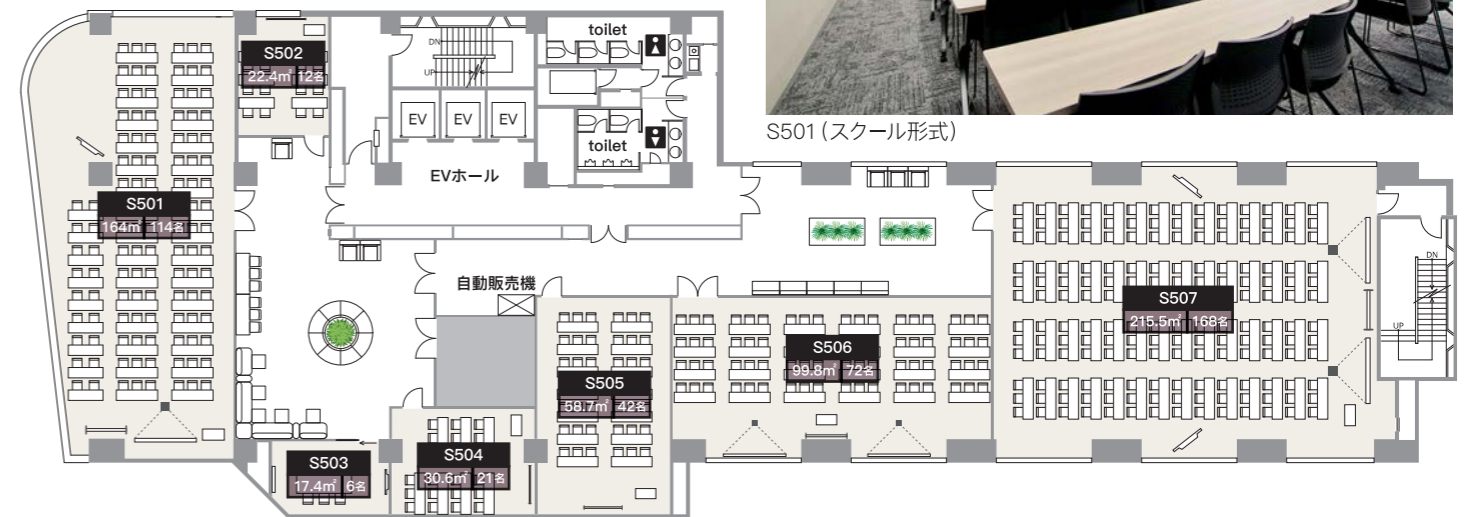 toilet
S502
22.4㎡ 12名
DN
UP
EV EV EV
toilet
S501（スクール形式）
EVホール
S501
164㎡ 114名
自動販売機
DN
S507
215.5㎡ 168名
UP
S506
99.8㎡ 72名
S505
58.7㎡ 42名
S503
17.4㎡ 6名
S504
30.6㎡ 21名